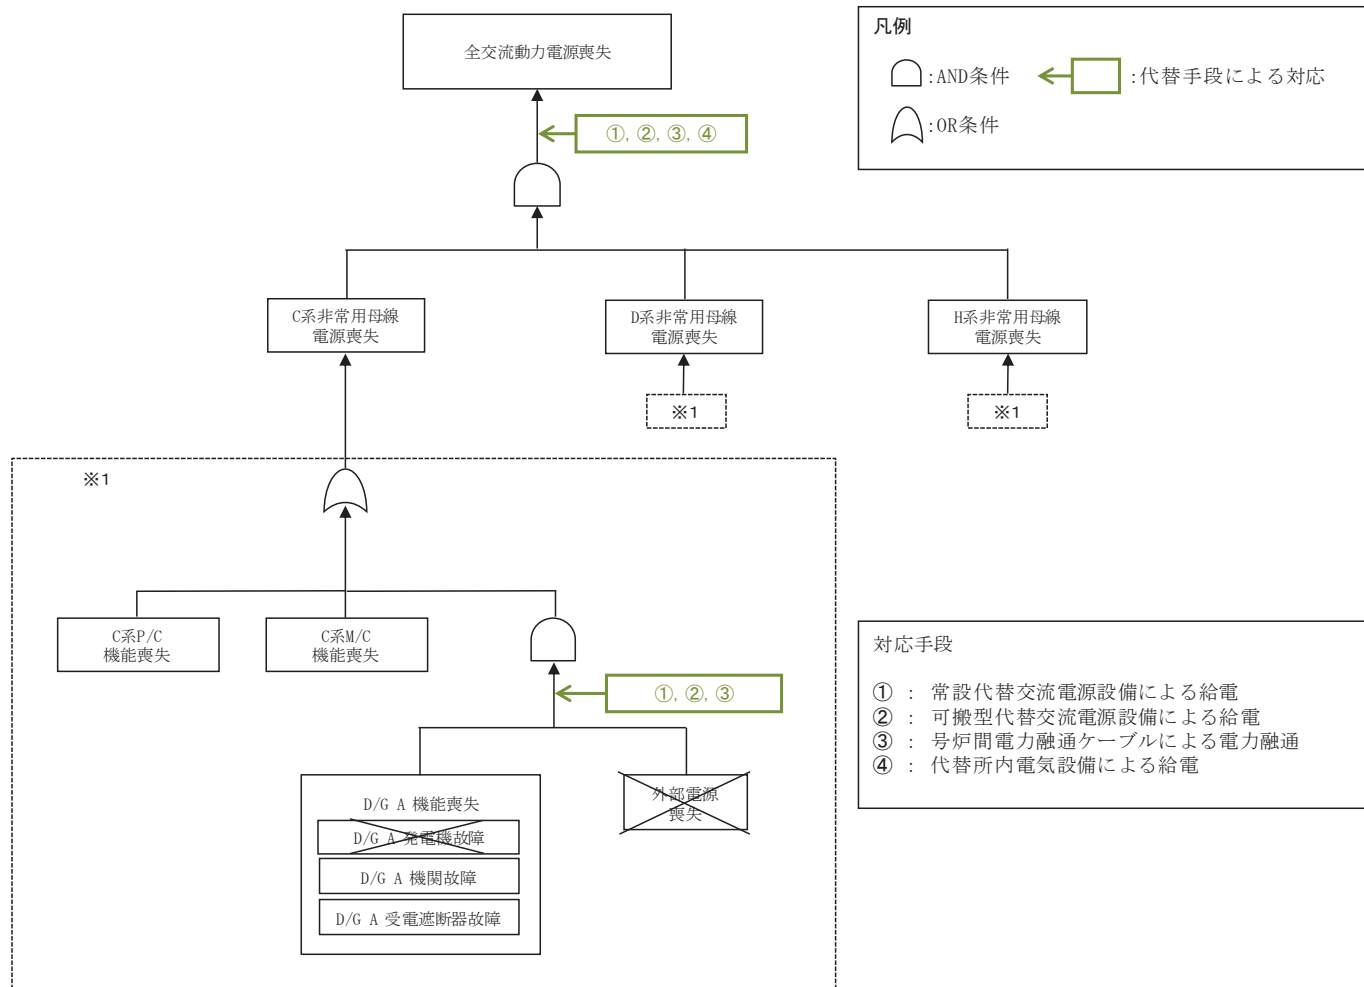 全交流動力電源喪失
①, ②, ③, ④
凡例
:AND条件
:代替手段による対応
:OR条件
C系非常用母線
電源喪失
D系非常用母線
電源喪失
H系非常用母線
電源喪失
※1
※1
※1
C系P/C
機能喪失
C系M/C
機能喪失
①, ②, ③
D/G A 機能喪失
D/G A 発電機故障
D/G A 機関故障
D/G A 受電遮断器故障
外部電源
喪失
対応手段
① : 常設代替交流電源設備による給電
② : 可搬型代替交流電源設備による給電
③ : 号炉間電力融通ケーブルによる電力融通
④ : 代替所内電気設備による給電